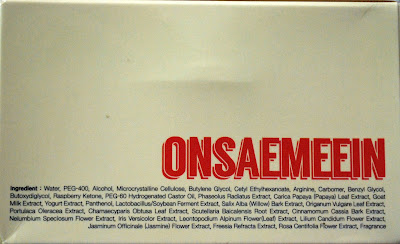 ONSAEMEEIN
Ingredient : Water, PEG-400, Alcohol, Microcrystalline Cellulose, Butylene Glycol, Cetyl Ethylhexanoate, Arginine, Carbomer, Benzyl Glycol,
Butoxydiglycol, Raspberry Ketone, PEG-60 Hydrogenated Castor Oil, Phaseolus Radiatus Extract, Carica Papaya (Papaya) Leaf Extract, Goat
Milk Extract, Yogurt Extract, Panthenol, Lactobacillus/Soybean Ferment Extract, Salix Alba (Willow) Bark Extract, Origanum Vulgare Leaf Extract,
Portulaca Oleracea Extract, Chamaecyparis Obtusa Leaf Extract, Scutellaria Baicalensis Root Extract, Cinnamomum Cassia Bark Extract,
Nelumbium Speciosum Flower Extract, Iris Versicolor Extract, Leontopodium Alpinum Flower/Leaf Extract, Lilium Candidum Flower Extract,
Jasminum Officinale (Jasmine) Flower Extract, Freesia Refracta Extract, Rosa Centifolia Flower Extract, Fragrance